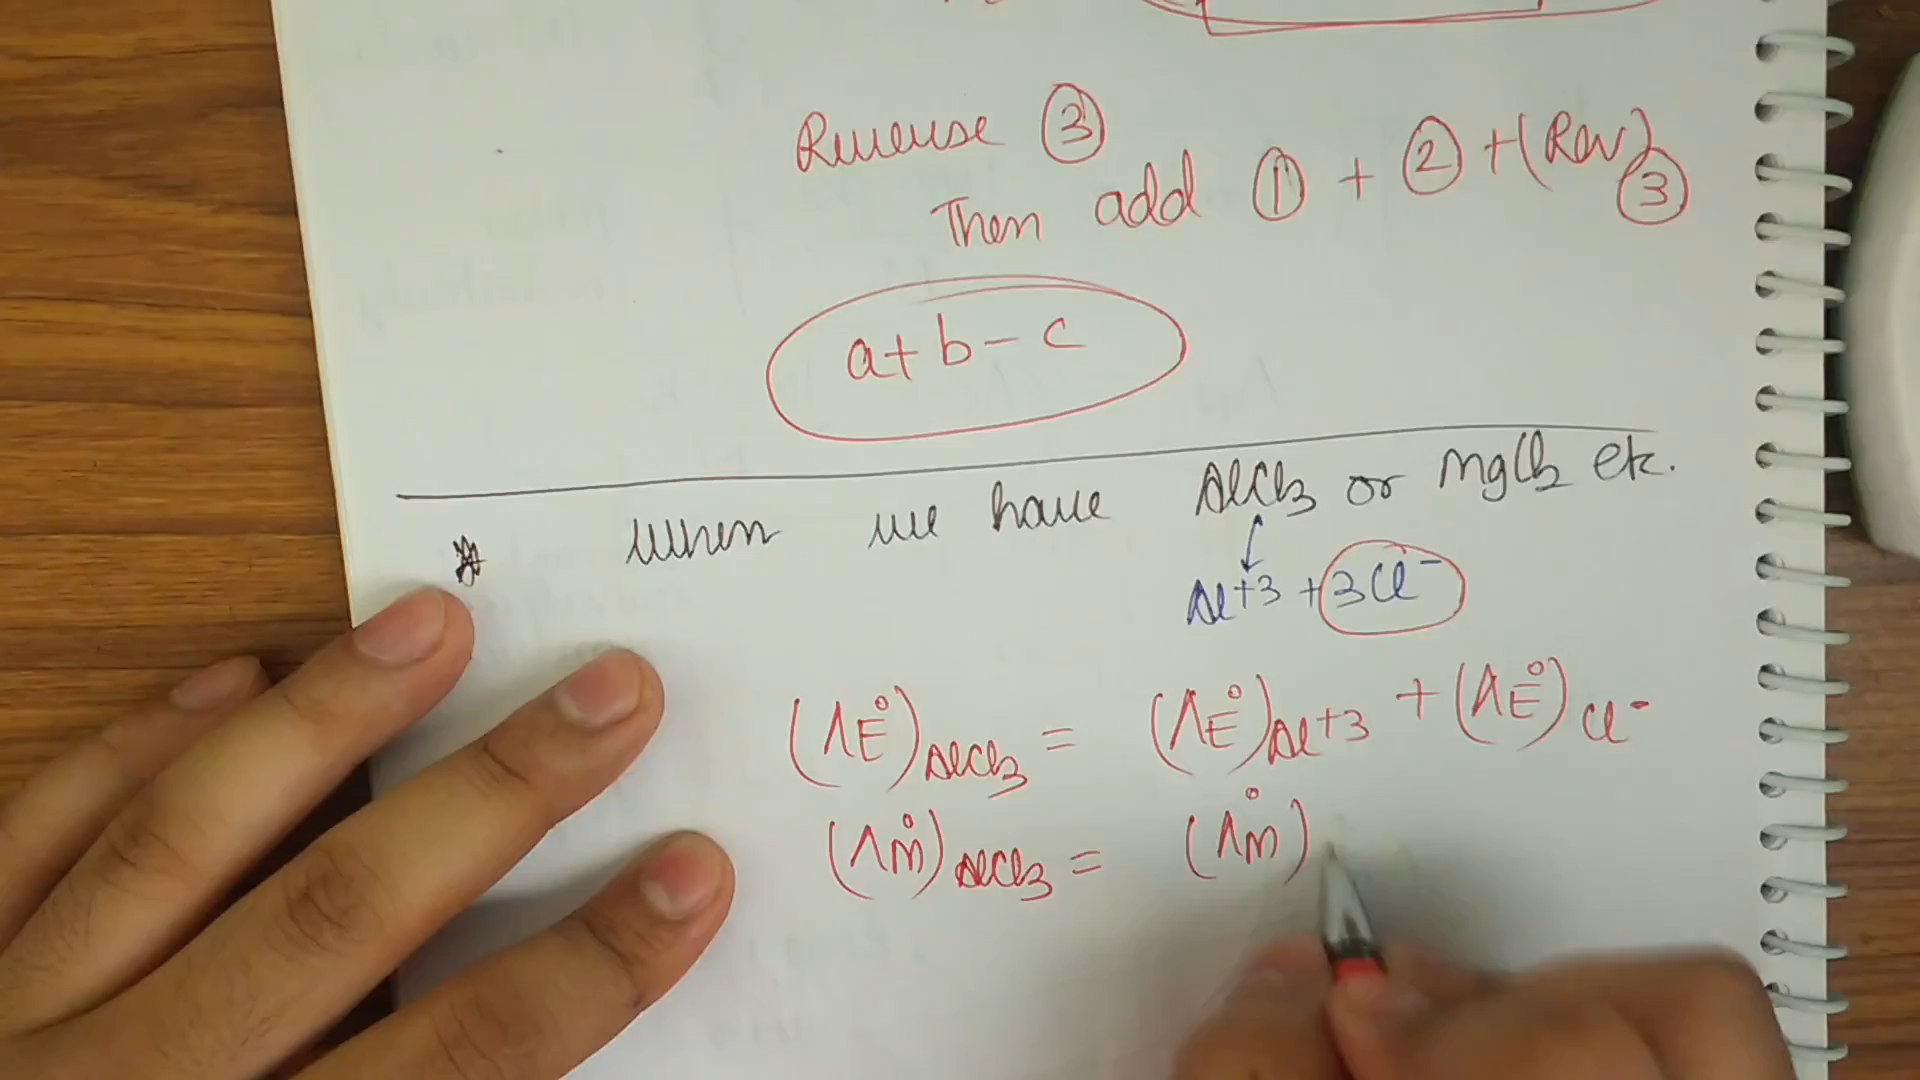 Reverse ③
Then add ① + ② + (Rev) ③
a + b - c
When we have AlCl3 or MgCl2 etc.
Al+3 + 3Cl-
(ΛE°)AlCl3 = (ΛE°)Al+3 + (ΛE°)Cl-
(Λm°)AlCl3 = (Λm°)